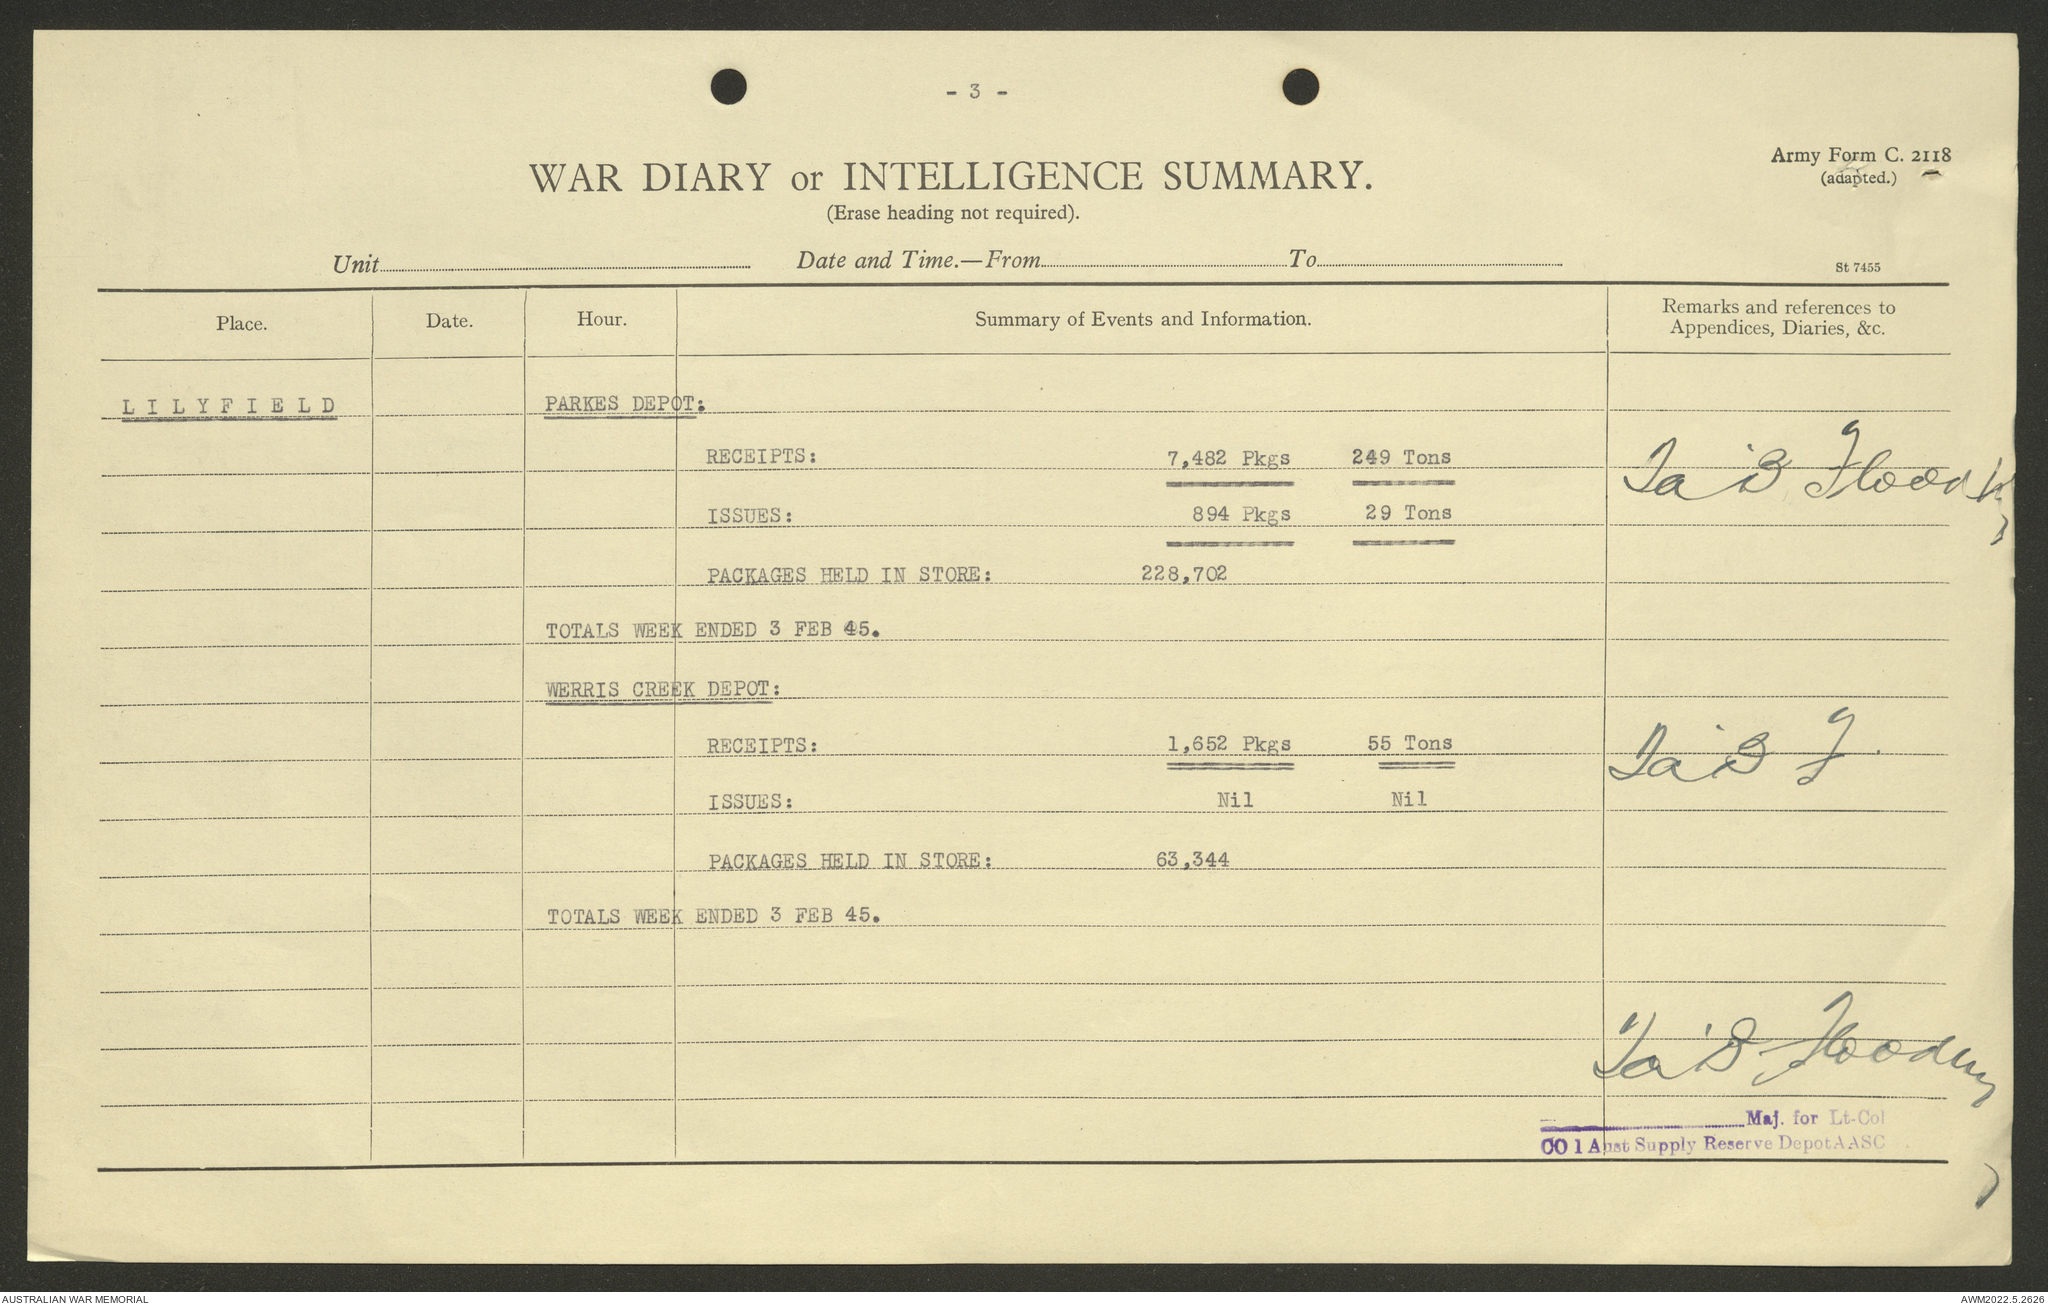 - 3 -
Army Form C. 2118
(adapted.)
WAR DIARY or INTELLIGENCE SUMMARY.
(Erase heading not required).
Unit Date and Time.—From To
St 7455
Place. Date. Hour. Summary of Events and Information. Remarks and references to
Appendices, Diaries, &c.
LILYFIELD PARKES DEPOT:
RECEIPTS: 7,482 Pkgs 249 Tons
ISSUES: 894 Pkgs 29 Tons
PACKAGES HELD IN STORE: 228,702
TOTALS WEEK ENDED 3 FEB 45.
WERRIS CREEK DEPOT:
RECEIPTS: 1,652 Pkgs 55 Tons
ISSUES: Nil Nil
PACKAGES HELD IN STORE: 63,344
TOTALS WEEK ENDED 3 FEB 45.
Maj. for Lt-Col
CO 1 Aust Supply Reserve Depot AASC
AUSTRALIAN WAR MEMORIAL
AWM2022.5.2626